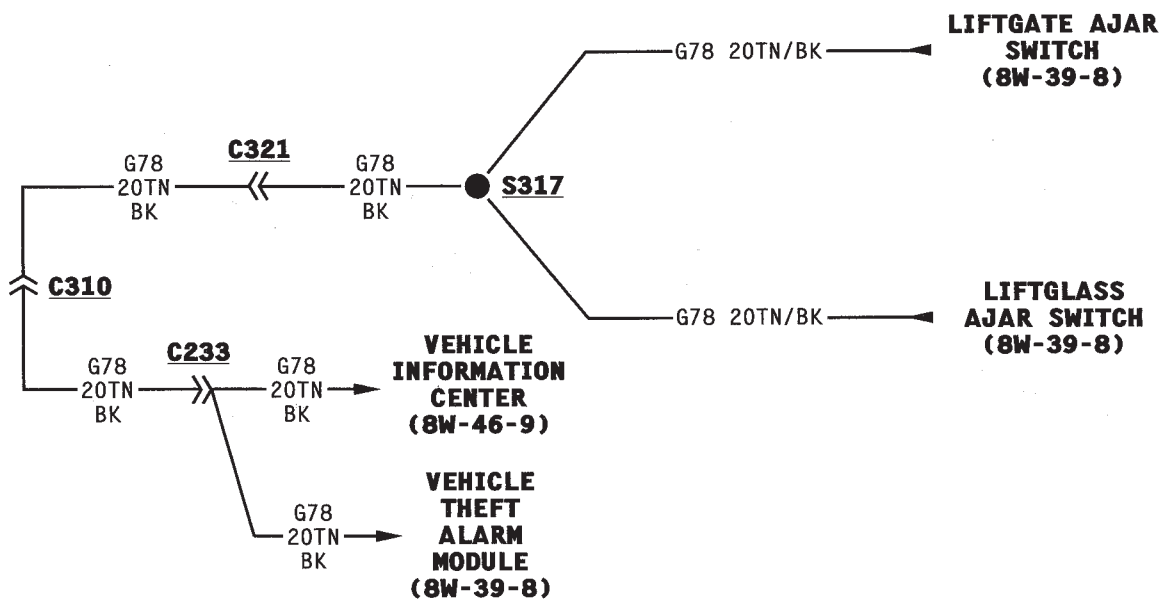 LIFTGATE AJAR
SWITCH
(8W-39-8)
G78 20TN/BK
C321
G78
20TN
BK
G78
20TN
BK
S317
C310
LIFTGLASS
AJAR SWITCH
(8W-39-8)
G78 20TN/BK
C233
G78
20TN
BK
G78
20TN
BK
VEHICLE
INFORMATION
CENTER
(8W-46-9)
G78
20TN
BK
VEHICLE
THEFT
ALARM
MODULE
(8W-39-8)